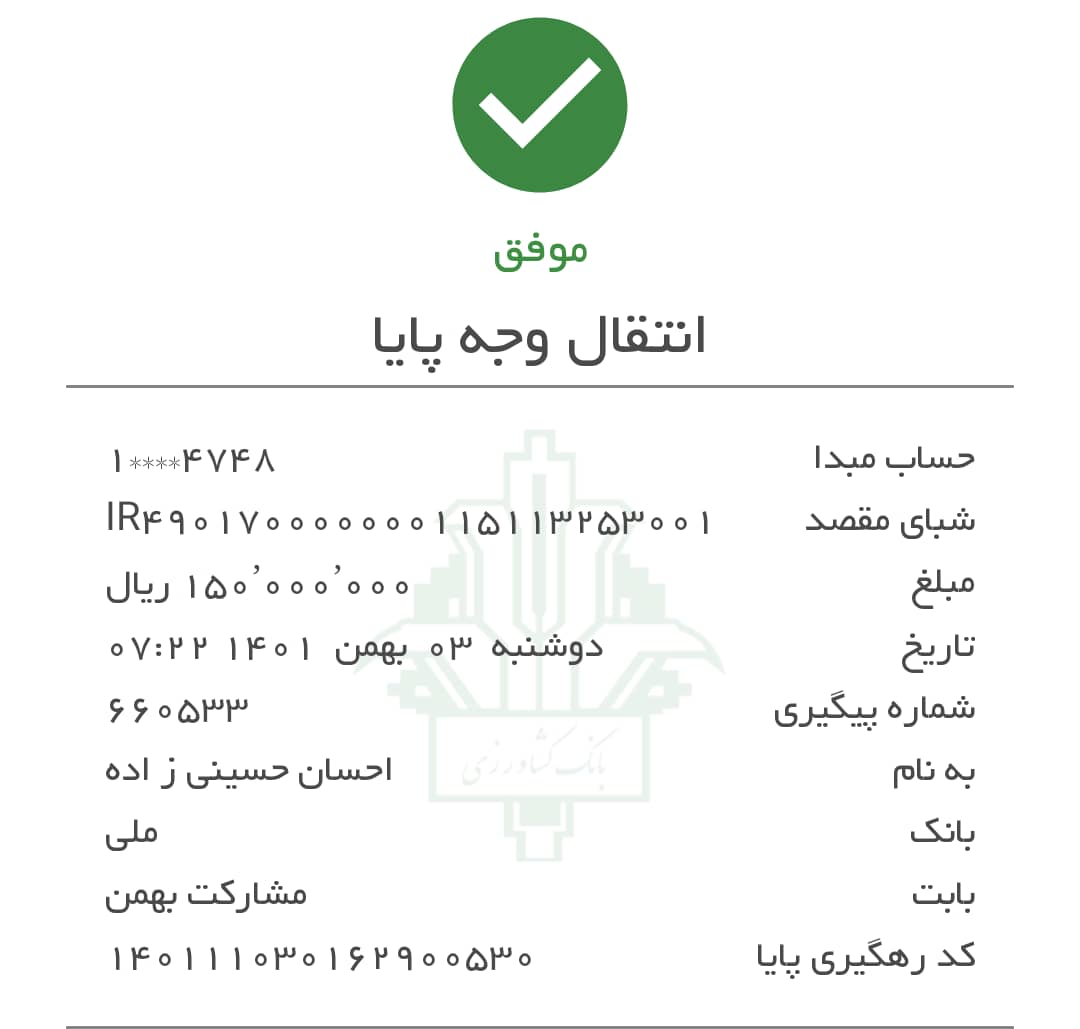 موفق
انتقال وجه پایا
حساب مبدا ۱****۴۷۴۸
شبای مقصد IR۴۹۰۱۷۰۰۰۰۰۰۰۱۱۵۱۱۳۲۵۳۰۰۱
مبلغ ۱۵۰٬۰۰۰٬۰۰۰ ریال
تاریخ دوشنبه ۰۳ بهمن ۱۴۰۱ ۰۷:۲۲
شماره پیگیری ۶۶۰۵۳۳
بانک کشاورزی
به نام احسان حسینی ز اده
بانک ملی
بابت مشارکت بهمن
کد رهگیری پایا ۱۴۰۱۱۱۰۳۰۱۶۲۹۰۰۵۳۰